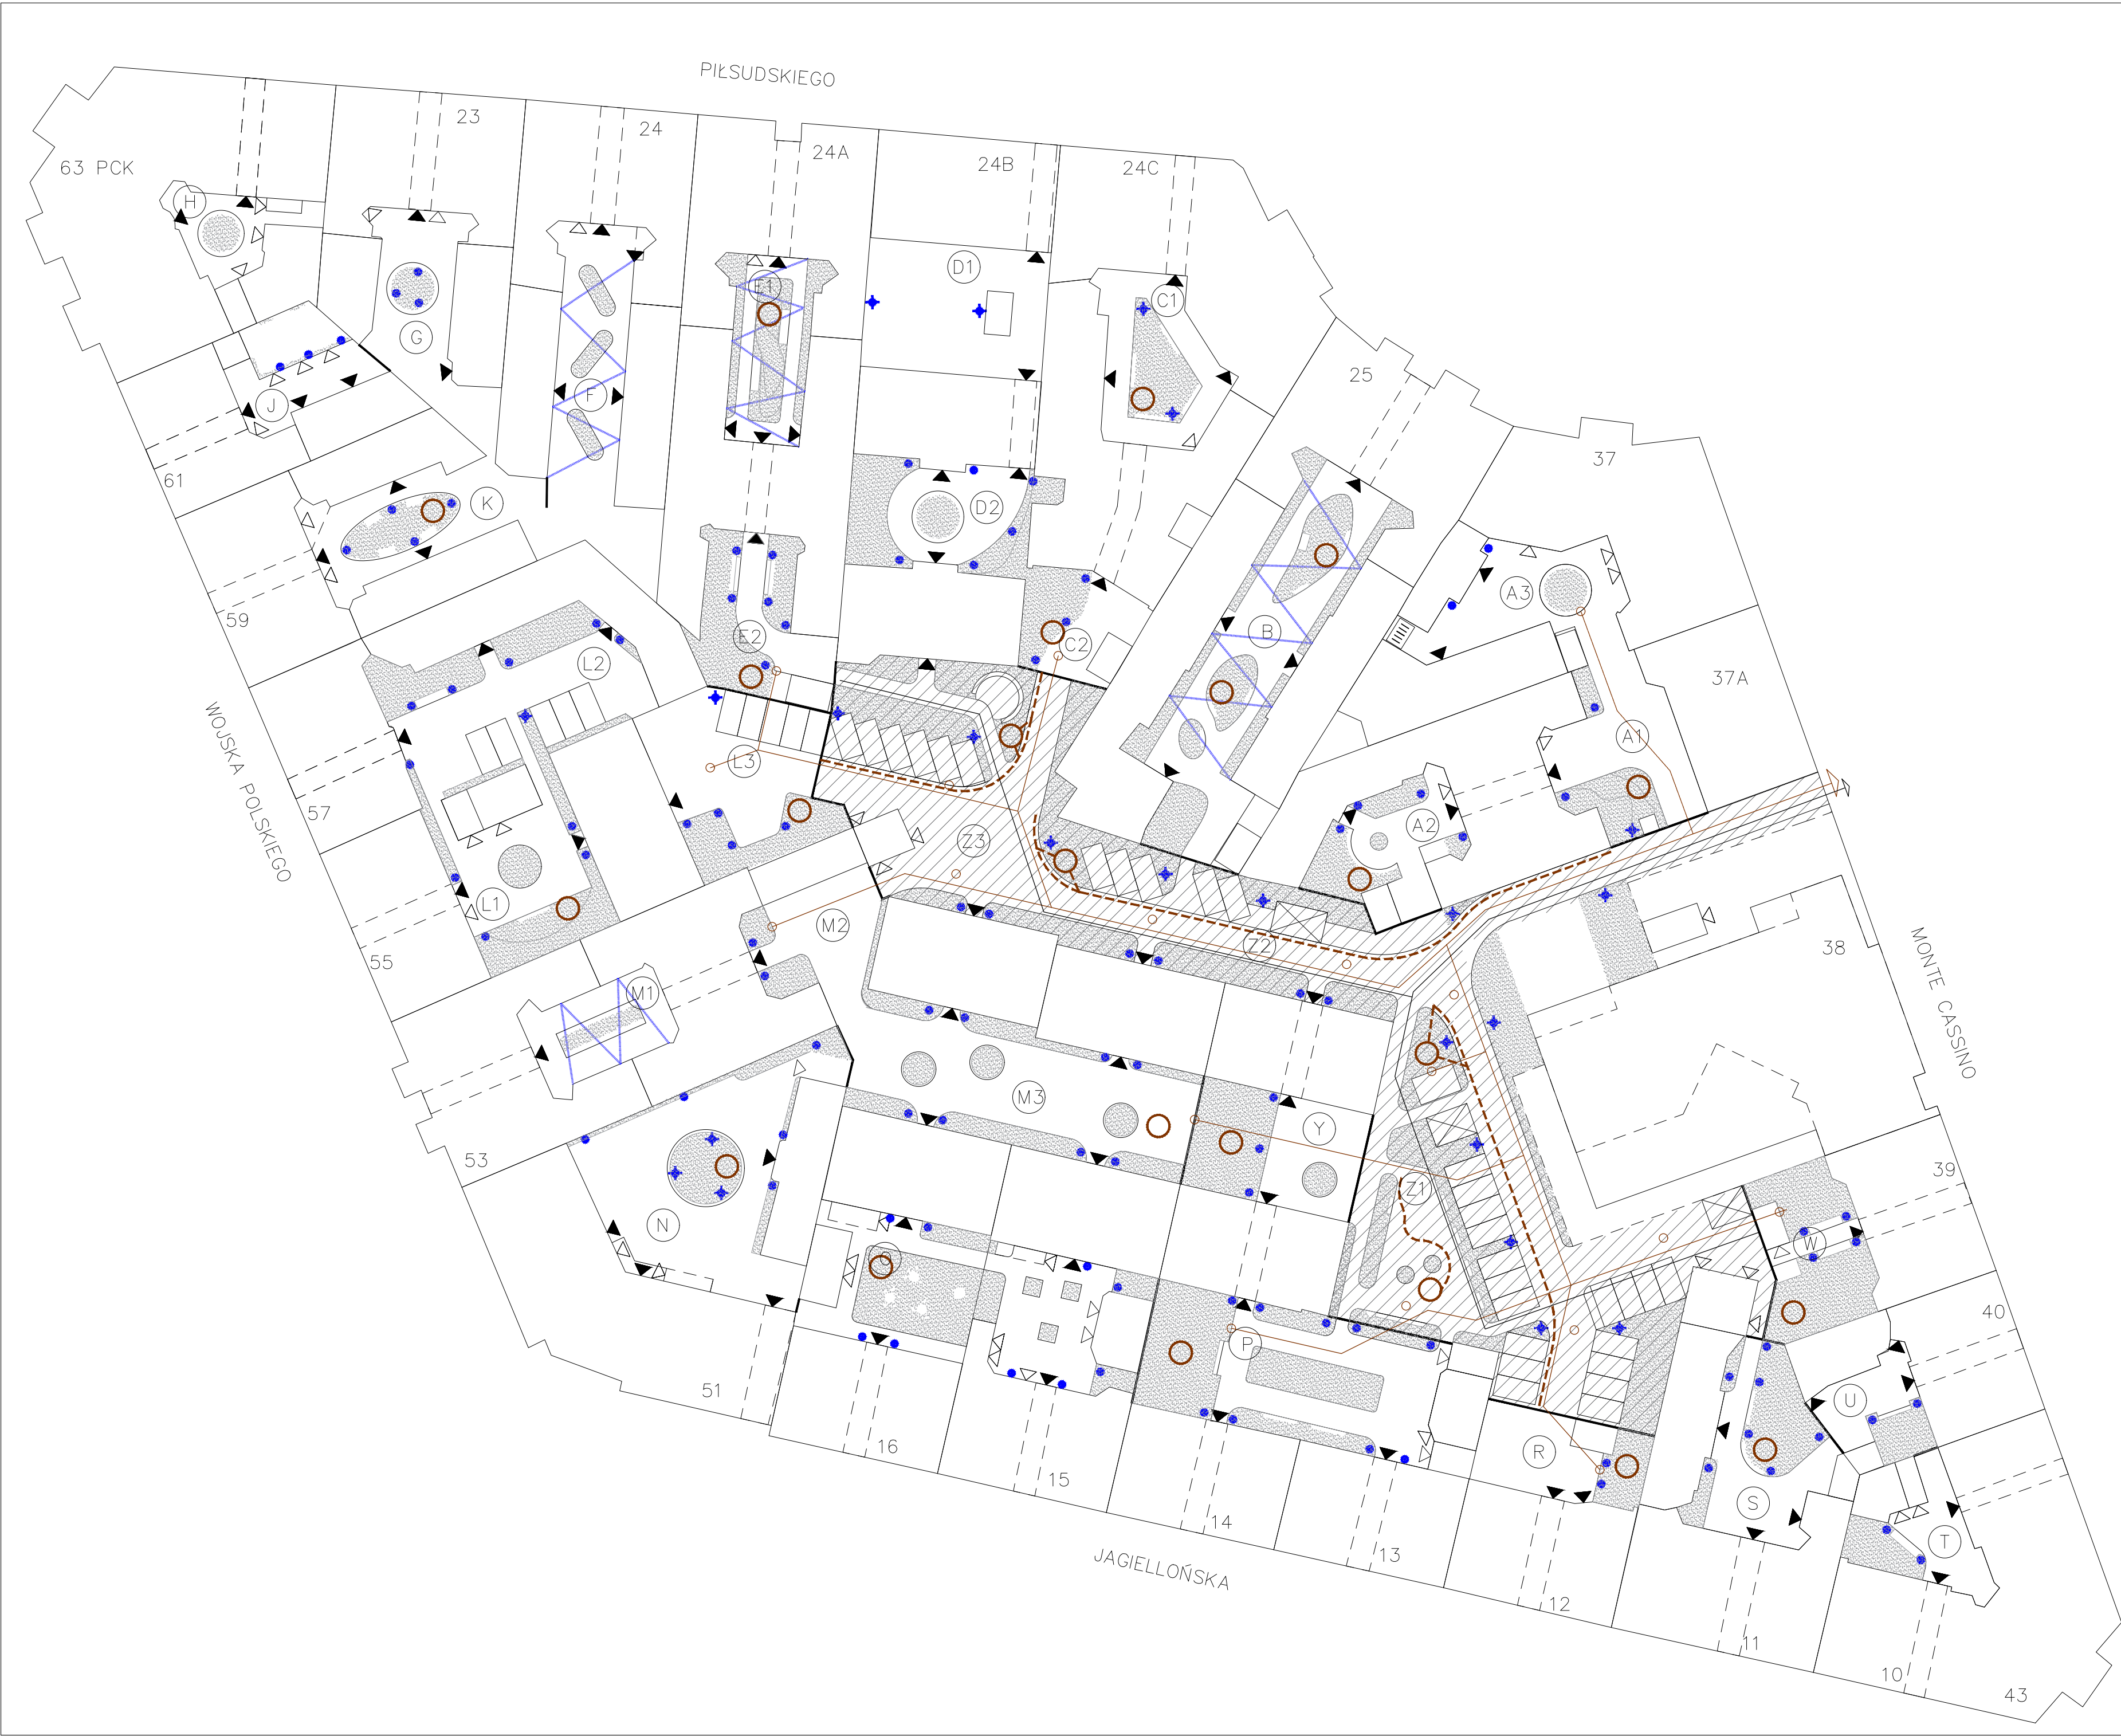 PIŁSUDSKIEGO
23
24
24A
24B
24C
63 PCK
H
G
F
E1
D1
C1
25
37
J
61
K
D2
B
A3
59
L2
E2
C2
37A
A1
WOJSKA POLSKIEGO
57
L3
Z3
A2
L1
M2
Z2
38
MONTE CASINO
55
M1
M3
Y
53
N
O
Z1
W
39
P
40
51
16
15
14
13
R
U
S
T
JAGIELLOŃSKA
12
11
10
43